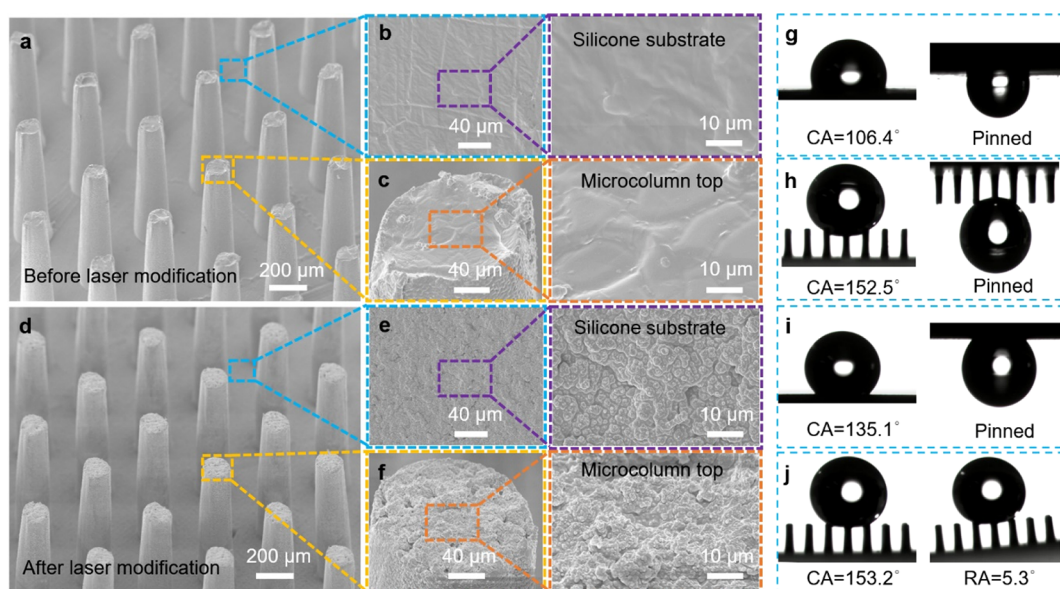 a
Before laser modification
200 μm
b
40 μm
Silicone substrate
10 μm
c
40 μm
Microcolumn top
10 μm
d
After laser modification
200 μm
e
40 μm
Silicone substrate
10 μm
f
40 μm
Microcolumn top
10 μm
g
CA=106.4° Pinned
h
CA=152.5° Pinned
i
CA=135.1° Pinned
j
CA=153.2° RA=5.3°